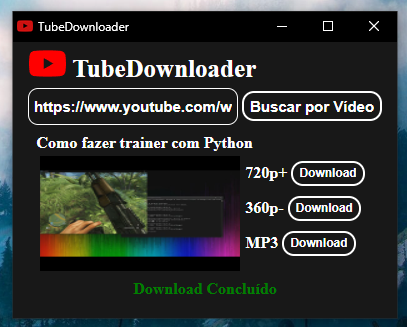 TubeDownloader
TubeDownloader
https://www.youtube.com/w
Buscar por Vídeo
Como fazer trainer com Python
720p+ Download
360p- Download
MP3 Download
Download Concluído